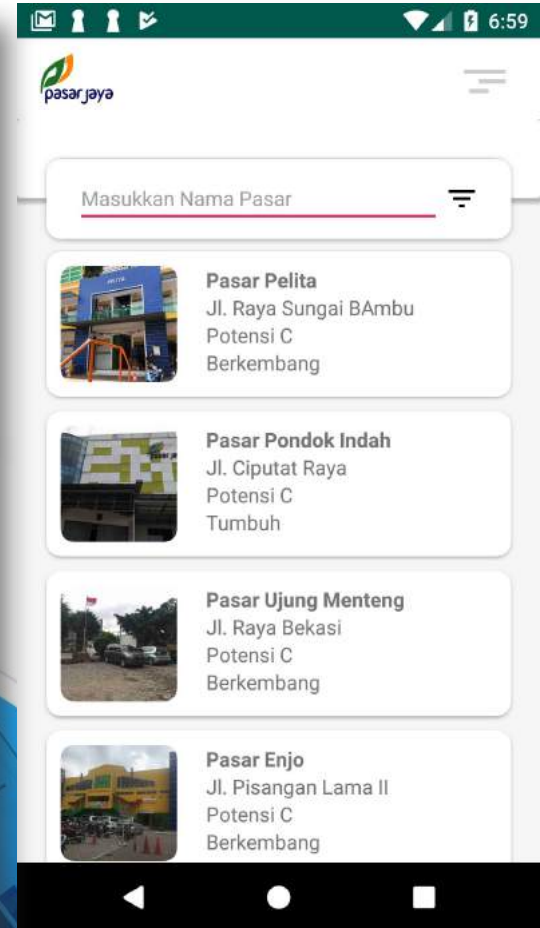 6:59
pasar jaya
Masukkan Nama Pasar
Pasar Pelita
Jl. Raya Sungai BAmbu
Potensi C
Berkembang
Pasar Pondok Indah
Jl. Ciputat Raya
Potensi C
Tumbuh
Pasar Ujung Menteng
Jl. Raya Bekasi
Potensi C
Berkembang
Pasar Enjo
Jl. Pisangan Lama II
Potensi C
Berkembang